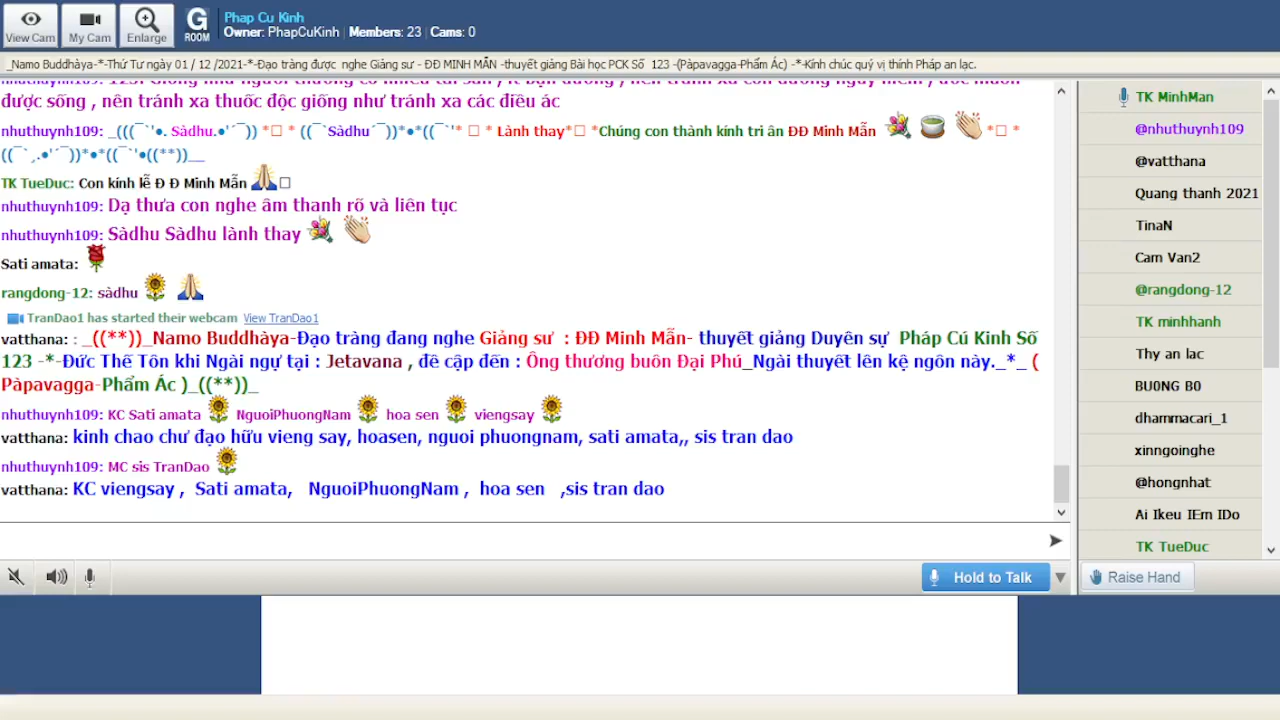 View Cam
My Cam
Enlarge
G ROOM
Phap Cu Kinh
Owner: PhapCuKinh | Members: 23 | Cams: 0
_Namo Buddhàya-*-Thứ Tư ngày 01 / 12 /2021-*-Đạo tràng được nghe Giảng sư - ĐĐ MINH MẪN -thuyết giảng Bài học PCK Số 123 -(Pàpavagga-Phẩm Ác) -*-Kính chúc quý vị thính Pháp an lạc.
được sống , nên tránh xa thuốc độc giống như tránh xa các điều ác
nhuthuynh109: _(((¯`'•. Sàdhu.•'´¯)) *□ * ((¯`Sàdhu´¯))*•*((¯`'* □ * Lành thay*□ *Chúng con thành kính tri ân ĐĐ Minh Mẫn 💐 🍵 👏 *□ *
((¯`¸.•'´¯))*•*((¯`'•((**))__
TK TueDuc: Con kính lễ Đ Đ Minh Mẫn 🙏□
nhuthuynh109: Dạ thưa con nghe âm thanh rõ và liên tục
nhuthuynh109: Sàdhu Sàdhu lành thay 💐 👏
Sati amata: 🌹
rangdong-12: sàdhu 🌻 🙏
TranDao1 has started their webcam View TranDao1
vatthana: : _((**))_Namo Buddhàya-Đạo tràng đang nghe Giảng sư : ĐĐ Minh Mẫn- thuyết giảng Duyên sự Pháp Cú Kinh Số
123 -*-Đức Thế Tôn khi Ngài ngự tại : Jetavana , đề cập đến : Ông thương buôn Đại Phú_Ngài thuyết lên kệ ngôn này._*_ (
Pàpavagga-Phẩm Ác )_((**))_
nhuthuynh109: KC Sati amata 🌻 NguoiPhuongNam 🌻 hoa sen 🌻 viengsay 🌻
vatthana: kinh chao chư đạo hữu vieng say, hoasen, nguoi phuongnam, sati amata,, sis tran dao
nhuthuynh109: MC sis TranDao 🌻
vatthana: KC viengsay , Sati amata, NguoiPhuongNam , hoa sen ,sis tran dao
Hold to Talk
TK MinhMan
@nhuthuynh109
@vatthana
Quang thanh 2021
TinaN
Cam Van2
@rangdong-12
TK minhhanh
Thy an lac
BU0NG B0
dhammacari_1
xinngoinghe
@hongnhat
Ai Ikeu IEm IDo
TK TueDuc
Raise Hand